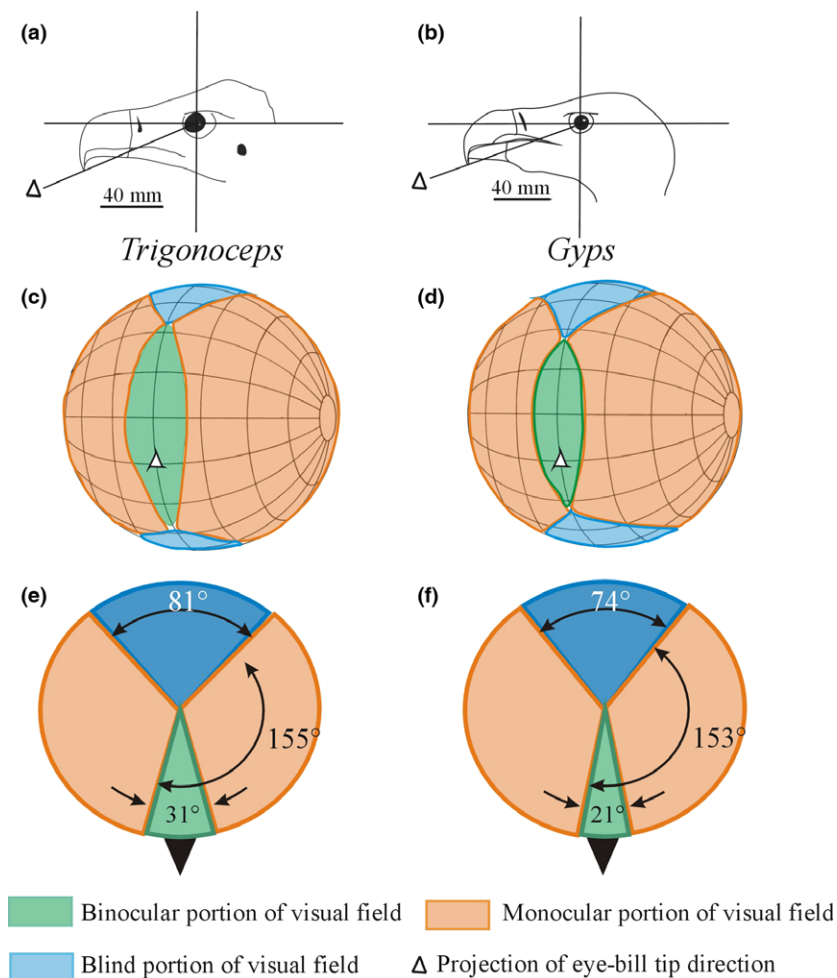 (a)
(b)
Δ
40 mm
Δ
40 mm
Trigonoceps
Gyps
(c)
(d)
Δ
Δ
(e)
(f)
81°
74°
155°
153°
31°
21°
Binocular portion of visual field
Monocular portion of visual field
Blind portion of visual field
Δ Projection of eye-bill tip direction